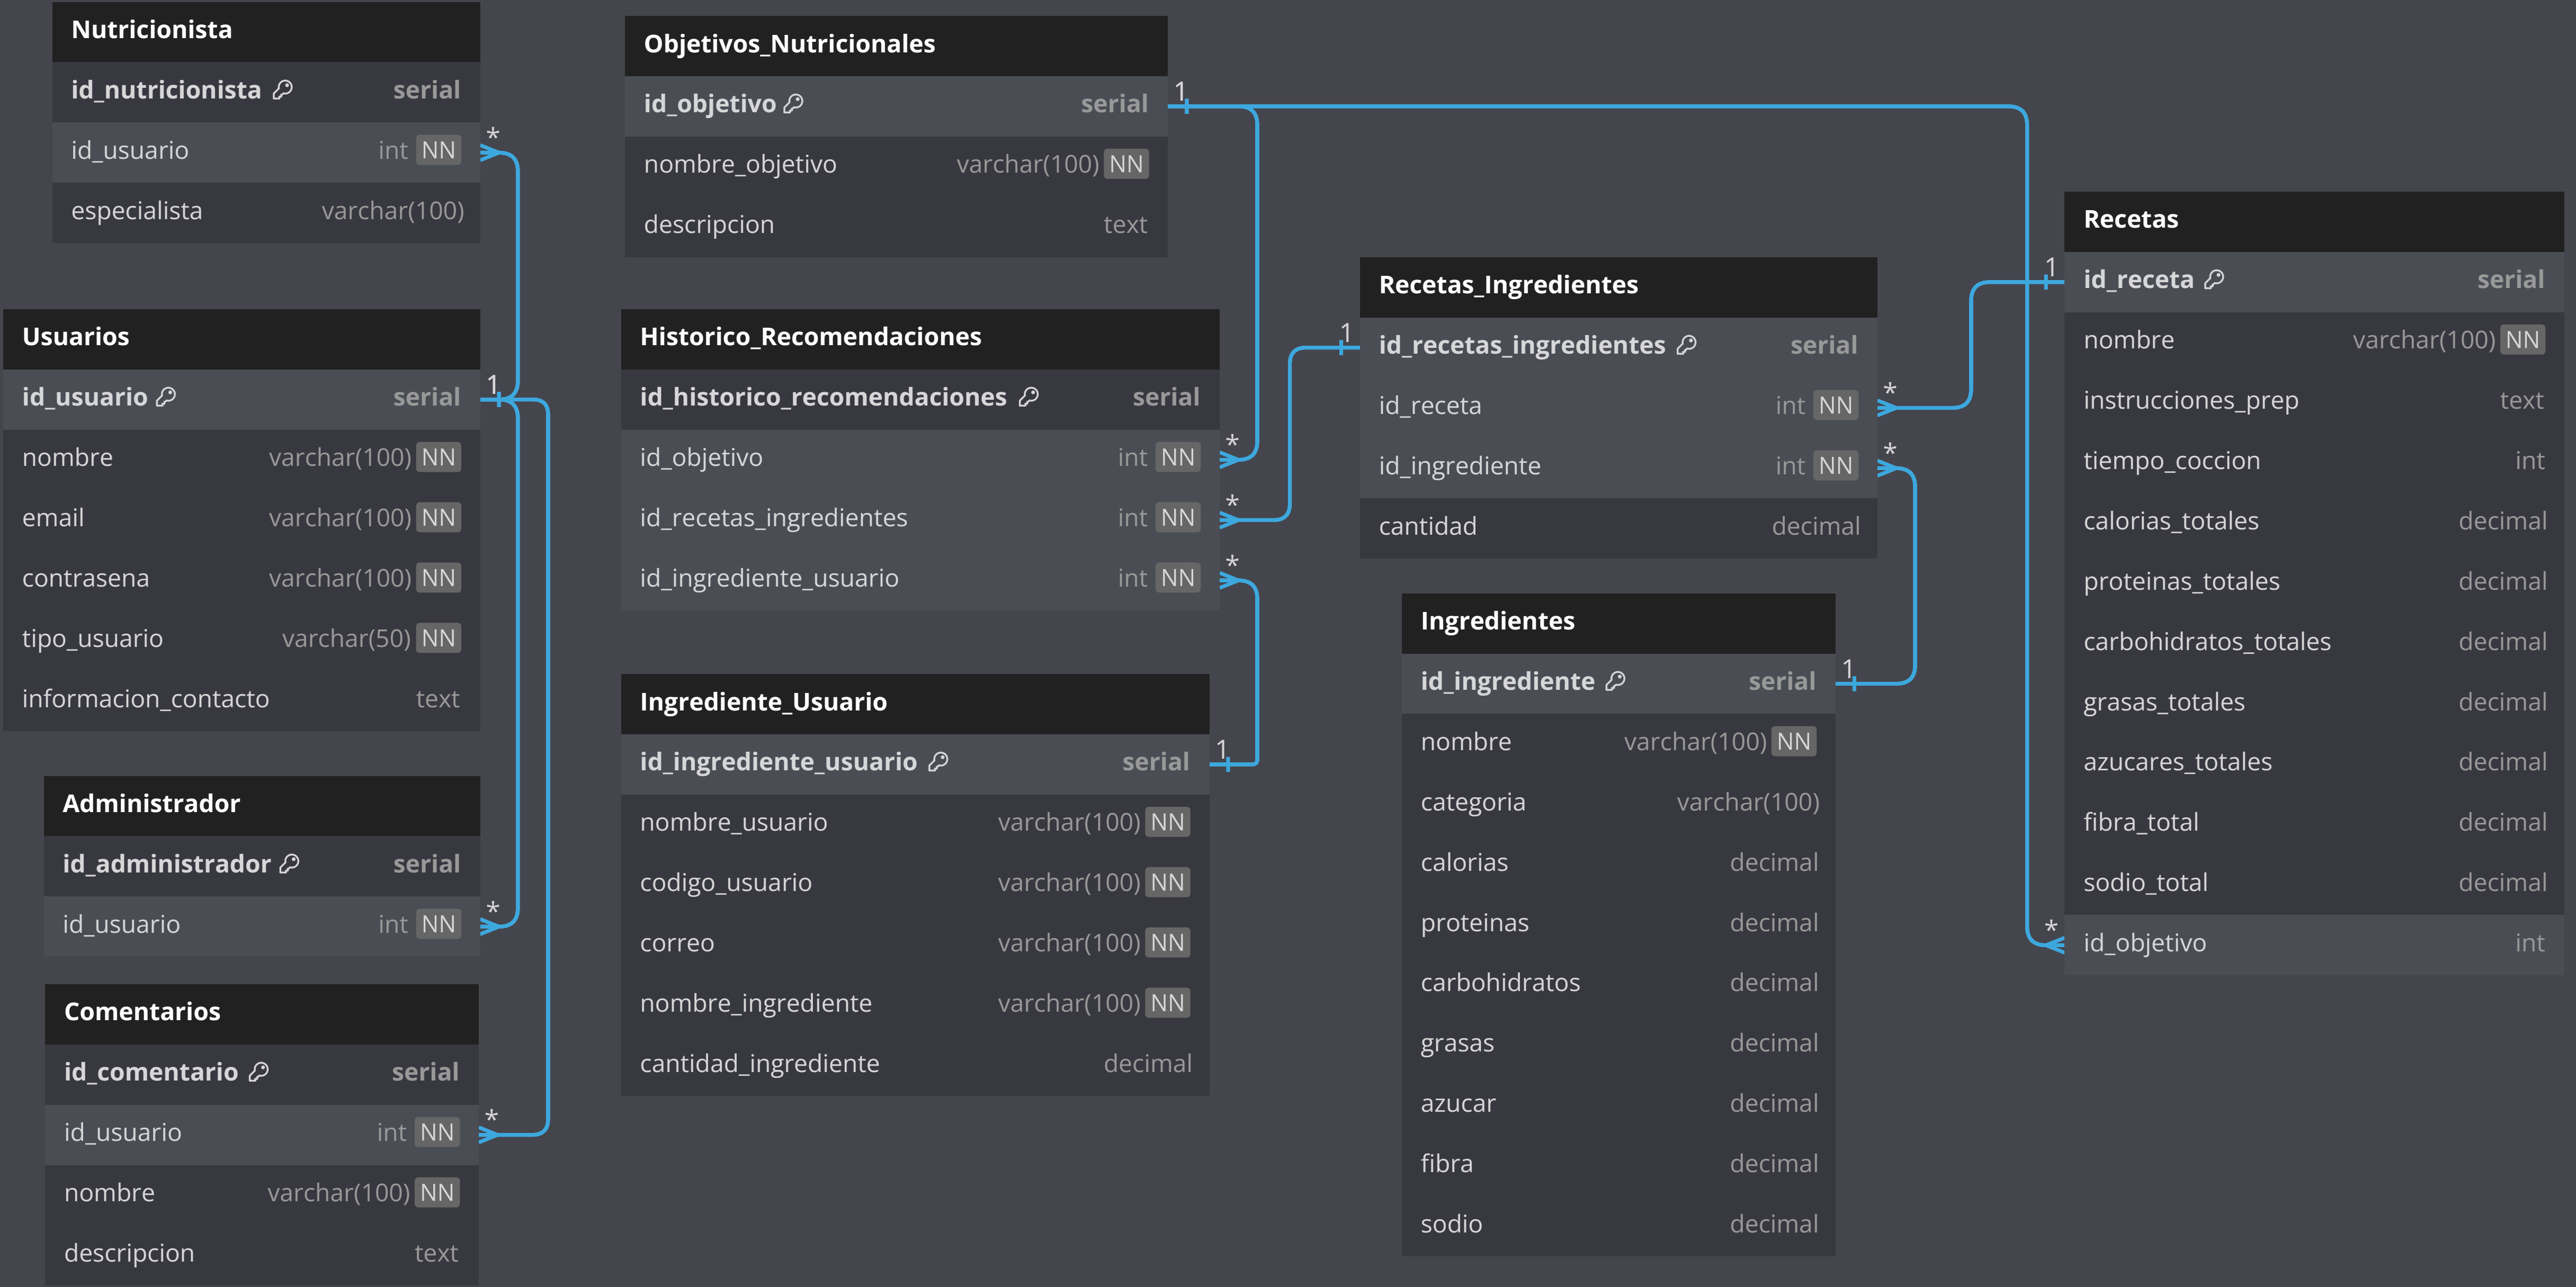 Nutricionista
id_nutricionista serial
id_usuario int NN
especialista varchar(100)
Usuarios
id_usuario serial
nombre varchar(100) NN
email varchar(100) NN
contrasena varchar(100) NN
tipo_usuario varchar(50) NN
informacion_contacto text
Administrador
id_administrador serial
id_usuario int NN
Comentarios
id_comentario serial
id_usuario int NN
nombre varchar(100) NN
descripcion text
*
1
*
*
Objetivos_Nutricionales
id_objetivo serial
nombre_objetivo varchar(100) NN
descripcion text
1
Historico_Recomendaciones
id_historico_recomendaciones serial
id_objetivo int NN
id_recetas_ingredientes int NN
id_ingrediente_usuario int NN
*
*
*
Ingrediente_Usuario
id_ingrediente_usuario serial
nombre_usuario varchar(100) NN
codigo_usuario varchar(100) NN
correo varchar(100) NN
nombre_ingrediente varchar(100) NN
cantidad_ingrediente decimal
1
1
Recetas_Ingredientes
id_recetas_ingredientes serial
id_receta int NN
id_ingrediente int NN
cantidad decimal
*
*
Ingredientes
id_ingrediente serial
nombre varchar(100) NN
categoria varchar(100)
calorias decimal
proteinas decimal
carbohidratos decimal
grasas decimal
azucar decimal
fibra decimal
sodio decimal
1
1
Recetas
id_receta serial
nombre varchar(100) NN
instrucciones_prep text
tiempo_coccion int
calorias_totales decimal
proteinas_totales decimal
carbohidratos_totales decimal
grasas_totales decimal
azucares_totales decimal
fibra_total decimal
sodio_total decimal
id_objetivo int
*